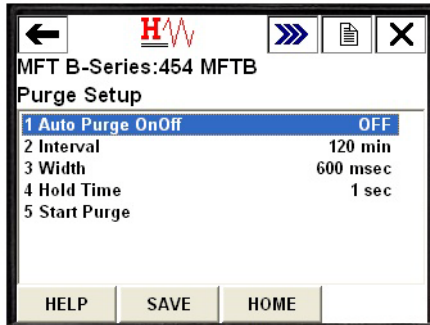 H
MFT B-Series:454 MFTB
Purge Setup
1 Auto Purge OnOff OFF
2 Interval 120 min
3 Width 600 msec
4 Hold Time 1 sec
5 Start Purge
HELP SAVE HOME